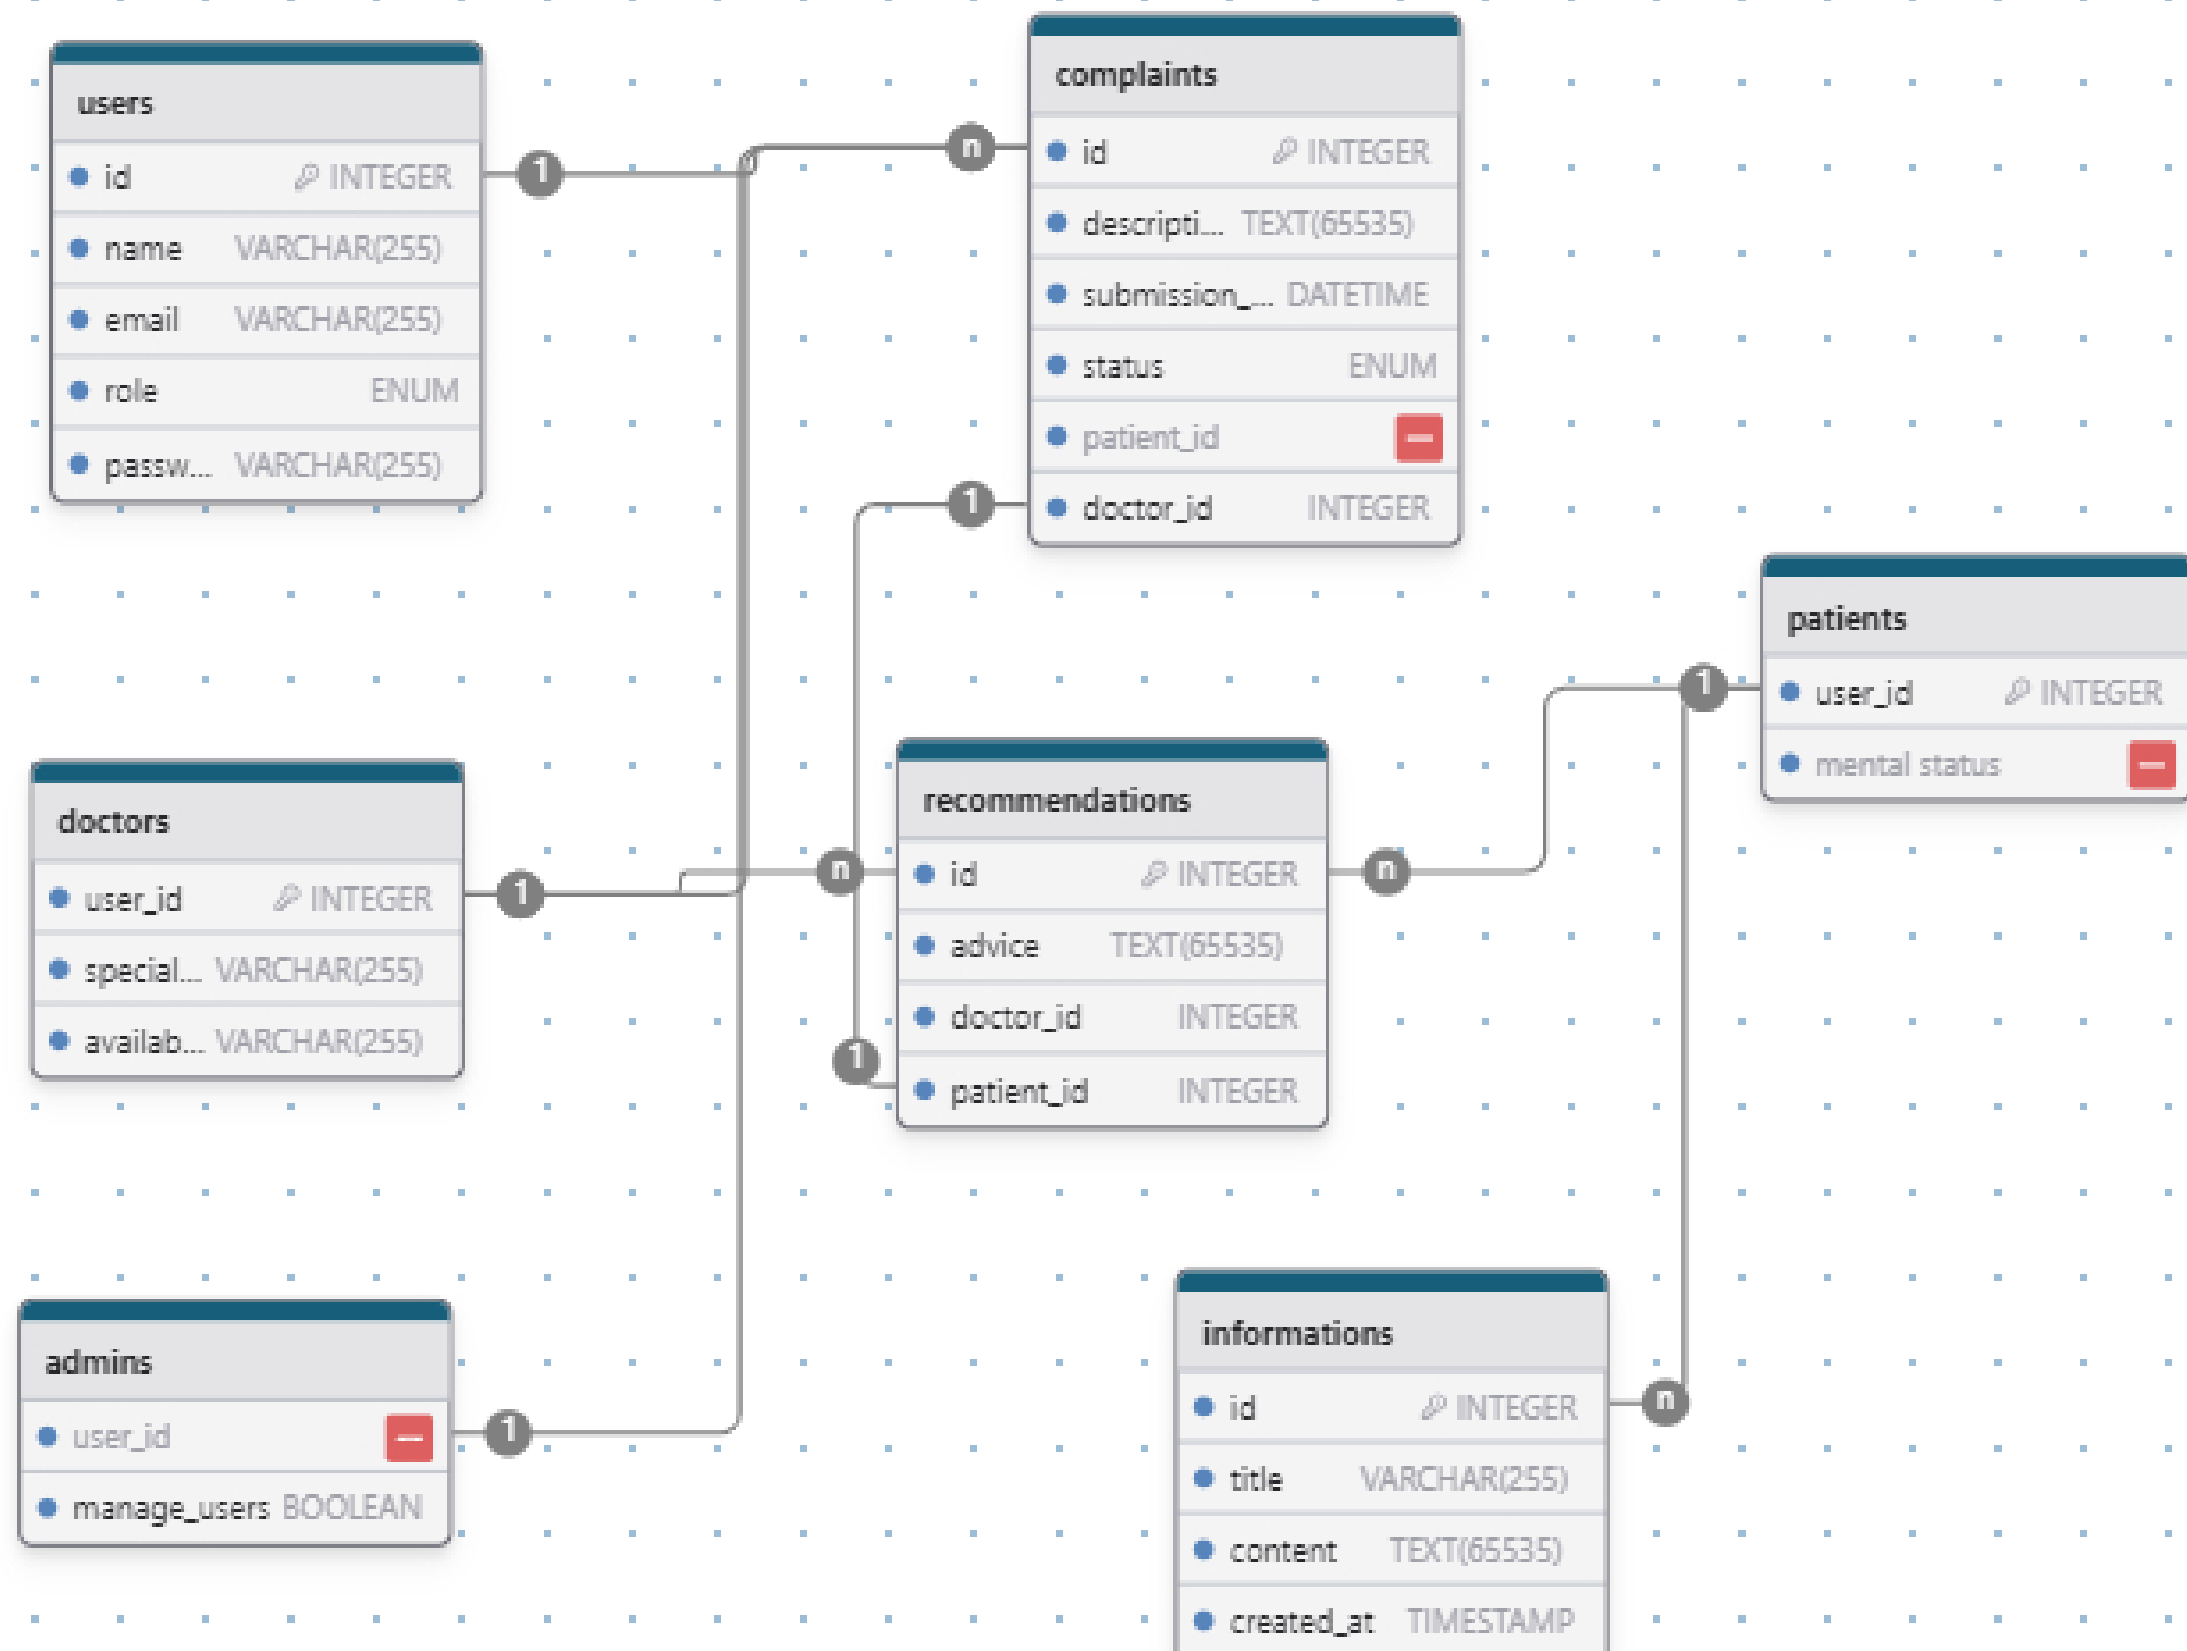 users
id INTEGER
name VARCHAR(255)
email VARCHAR(255)
role ENUM
passw... VARCHAR(255)
1
n
complaints
id INTEGER
descripti... TEXT(65535)
submission_... DATETIME
status ENUM
patient_id
doctor_id INTEGER
1
patients
user_id INTEGER
mental status
1
doctors
user_id INTEGER
special... VARCHAR(255)
availab... VARCHAR(255)
1
n
recommendations
id INTEGER
advice TEXT(65535)
doctor_id INTEGER
patient_id INTEGER
n
1
admins
user_id
manage_users BOOLEAN
1
informations
id INTEGER
title VARCHAR(255)
content TEXT(65535)
created_at TIMESTAMP
n